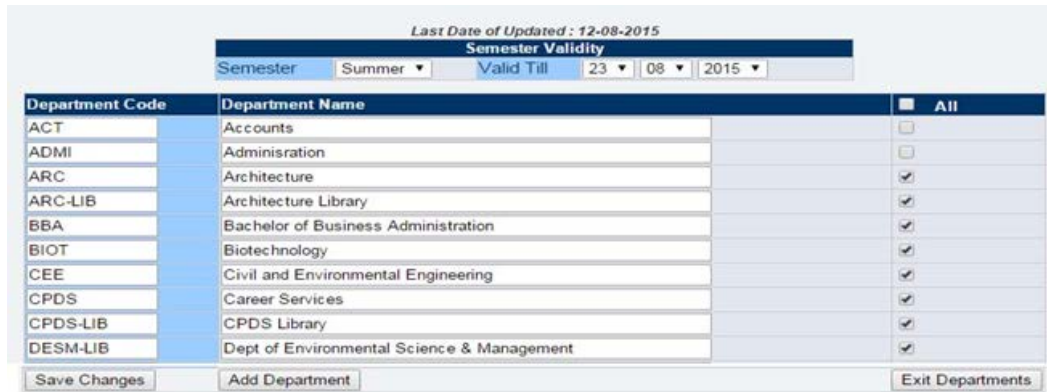 Last Date of Updated : 12-08-2015
Semester Validity
Semester Summer Valid Till 23 08 2015
Department Code Department Name All
ACT Accounts
ADMI Adminisration
ARC Architecture
ARC-LIB Architecture Library
BBA Bachelor of Business Administration
BIOT Biotechnology
CEE Civil and Environmental Engineering
CPDS Career Services
CPDS-LIB CPDS Library
DESM-LIB Dept of Environmental Science & Management
Save Changes Add Department Exit Departments